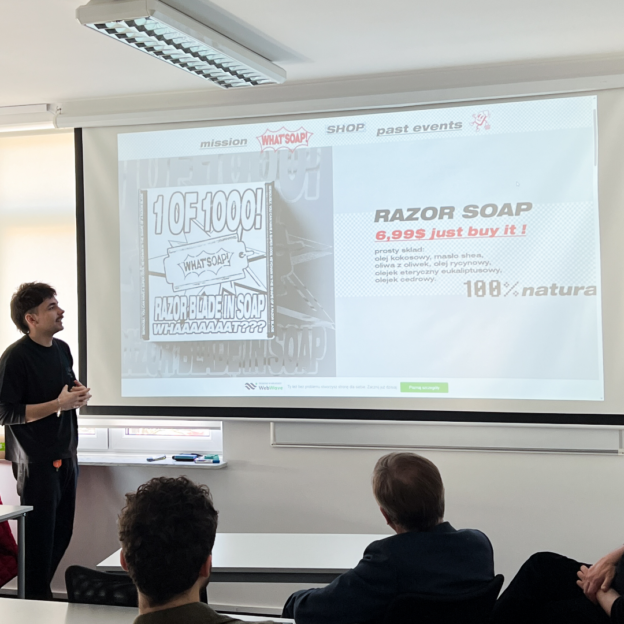 mission
WHAT'SOAP!
SHOP
past events
1 OF 1000!
WHAT'SOAP!
RAZOR BLADE IN SOAP
WHAAAAAAAT???
RAZOR SOAP
6,99$ just buy it !
prosty skład:
olej kokosowy, masło shea,
oliwa z oliwek, olej rycynowy,
olejek eteryczny eukaliptusowy,
olejek cedrowy.
100% natura
WebWave